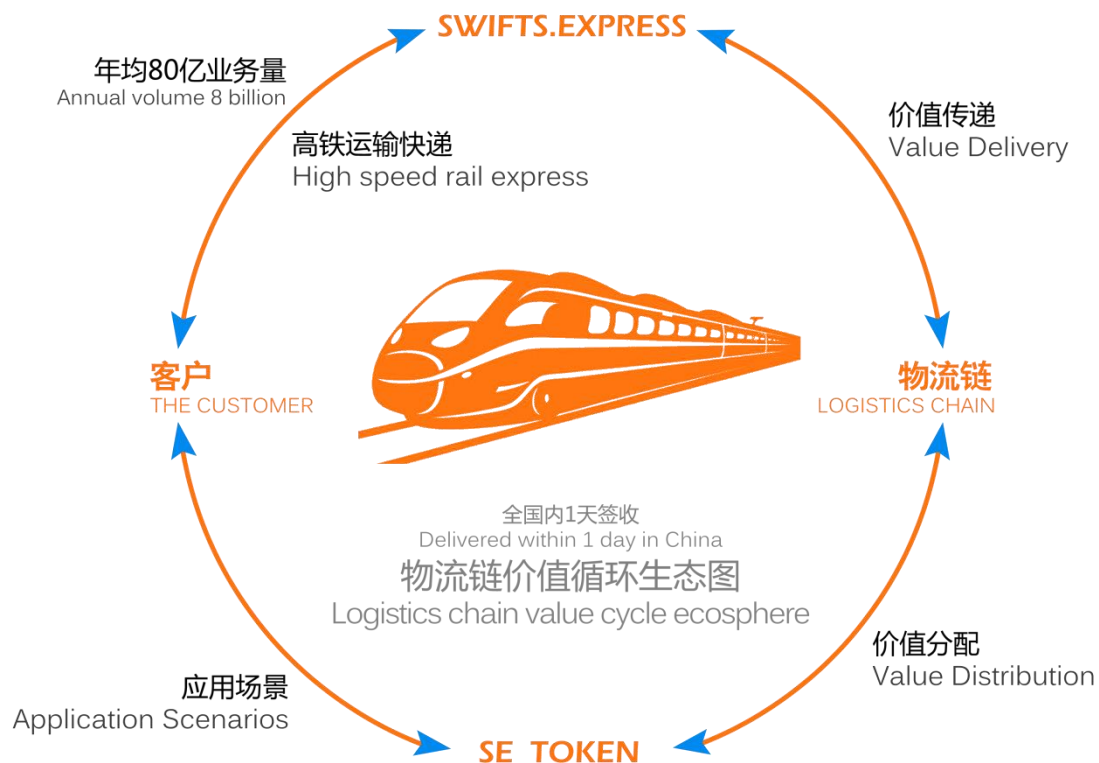 SWIFTS.EXPRESS
年均80亿业务量
Annual volume 8 billion
高铁运输快递
High speed rail express
价值传递
Value Delivery
客户
THE CUSTOMER
物流链
LOGISTICS CHAIN
全国内1天签收
Delivered within 1 day in China
物流链价值循环生态图
Logistics chain value cycle ecosphere
价值分配
Value Distribution
应用场景
Application Scenarios
SE TOKEN